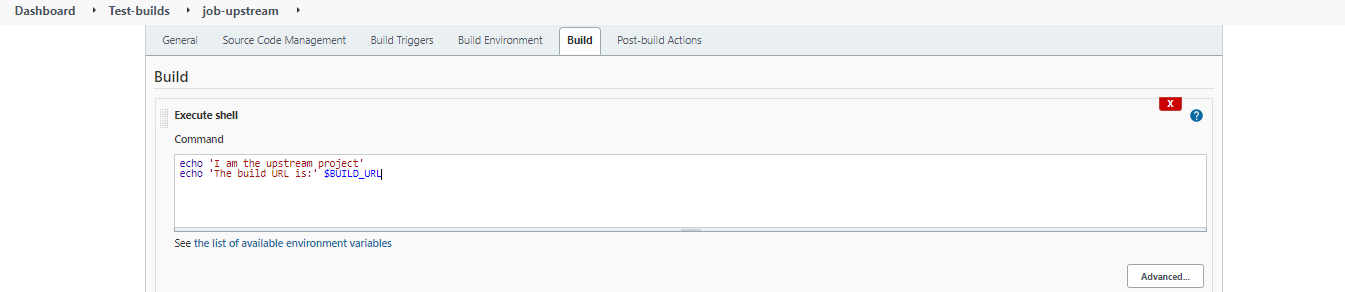 Dashboard Test-builds job-upstream
General Source Code Management Build Triggers Build Environment Build Post-build Actions
Build
X
Execute shell
?
Command
echo 'I am the upstream project'
echo 'The build URL is:' $BUILD_URL
See the list of available environment variables
Advanced...